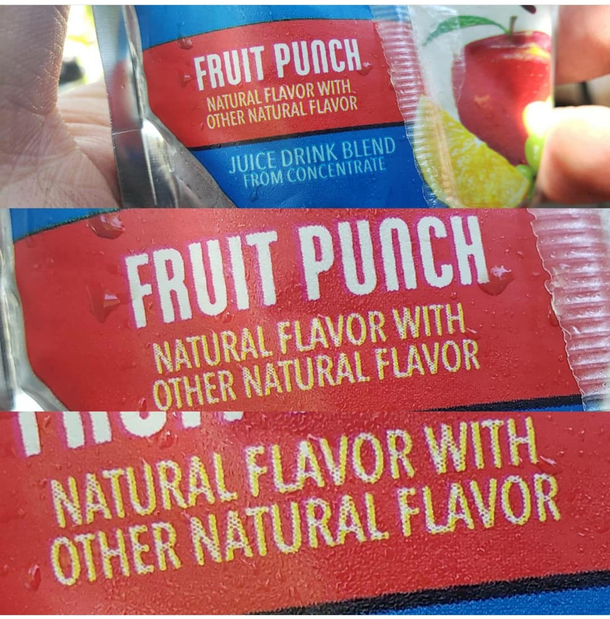 FRUIT PUNCH
NATURAL FLAVOR WITH
OTHER NATURAL FLAVOR
JUICE DRINK BLEND
FROM CONCENTRATE
FRUIT PUNCH
NATURAL FLAVOR WITH
OTHER NATURAL FLAVOR
NATURAL FLAVOR WITH
OTHER NATURAL FLAVOR